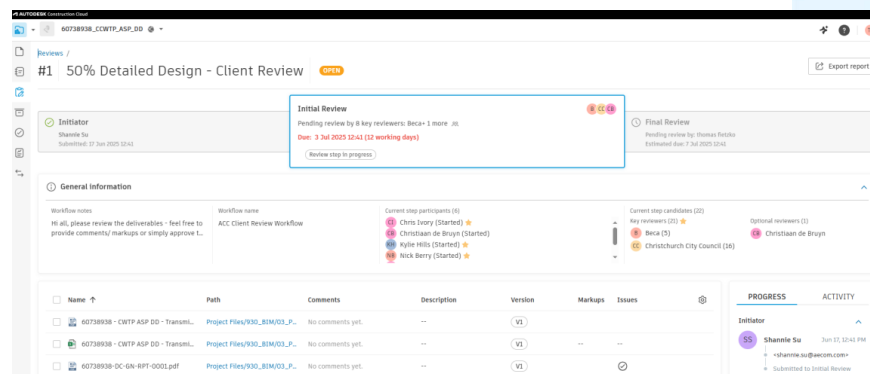 AUTODESK Construction Cloud
60738938_CCWTP_ASP_DD
Reviews /
#1 50% Detailed Design - Client Review OPEN
Export report
Initiator
Shannie Su
Submitted: 17 Jun 2025 12:41
Initial Review
B CC CB
Pending review by 8 key reviewers: Beca+ 1 more
Due: 3 Jul 2025 12:41 (12 working days)
Review step in progress
Final Review
Pending review by: thomas
Estimated due: 7 Jul 2025 12:41
General information
Workflow notes
Hi all, please review the deliverables - feel free to
provide comments/ markups or simply approve t...
Workflow name
ACC Client Review Workflow
Current step participants (6)
CI Chris Ivory (Started)
CB Christiaan de Bruyn (Started)
KH Kylie Hills (Started)
NB Nick Berry (Started)
Current step candidates (22)
Key reviewers (21)
B Beca (5)
CC Christchurch City Council (16)
Optional reviewers (1)
CB Christiaan de Bruyn
Name Path Comments Description Version Markups Issues
60738938 - CWTP ASP DD - Transmi... Project Files/930_BIM/03_P... No comments yet. -- V1
60738938 - CWTP ASP DD - Transmi... Project Files/930_BIM/03_P... No comments yet. -- V1 -- --
60738938-DC-GN-RPT-0001.pdf Project Files/930_BIM/03_P... No comments yet. -- V1
PROGRESS ACTIVITY
Initiator
SS Shannie Su Jun 17, 12:41 PM
<shannie.su@aecom.com>
Submitted to Initial Review